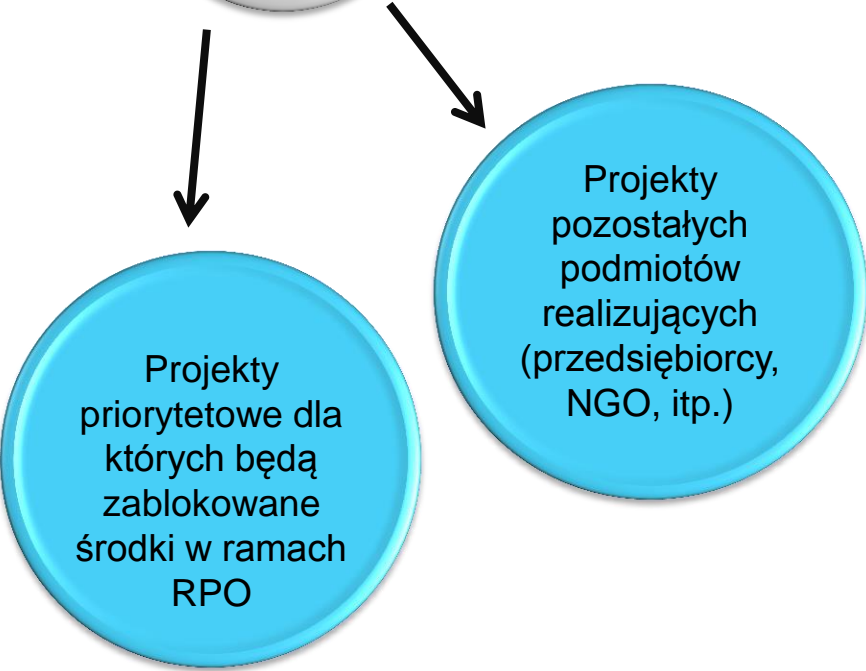 Projekty
priorytetowe dla
których będą
zablokowane
środki w ramach
RPO
Projekty
pozostałych
podmiotów
realizujących
(przedsiębiorcy,
NGO, itp.)